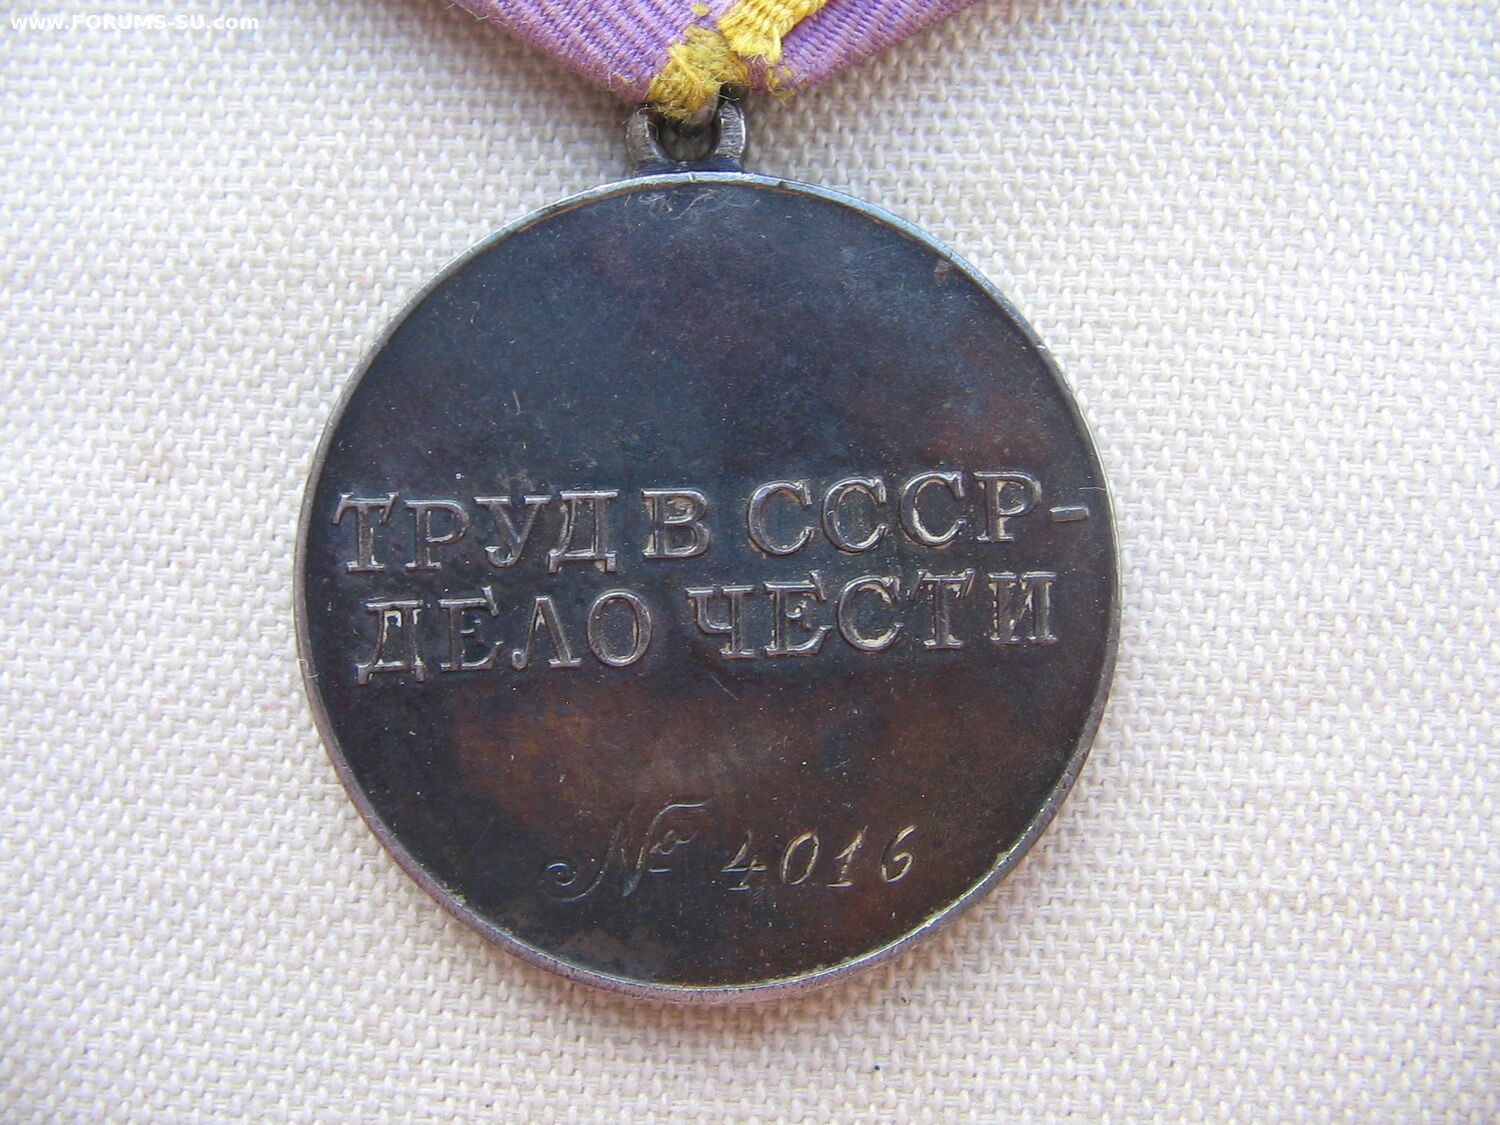 www.FORUMS-SU.com
ТРУД В СССР-
ДЕЛО ЧЕСТИ
№ 4016